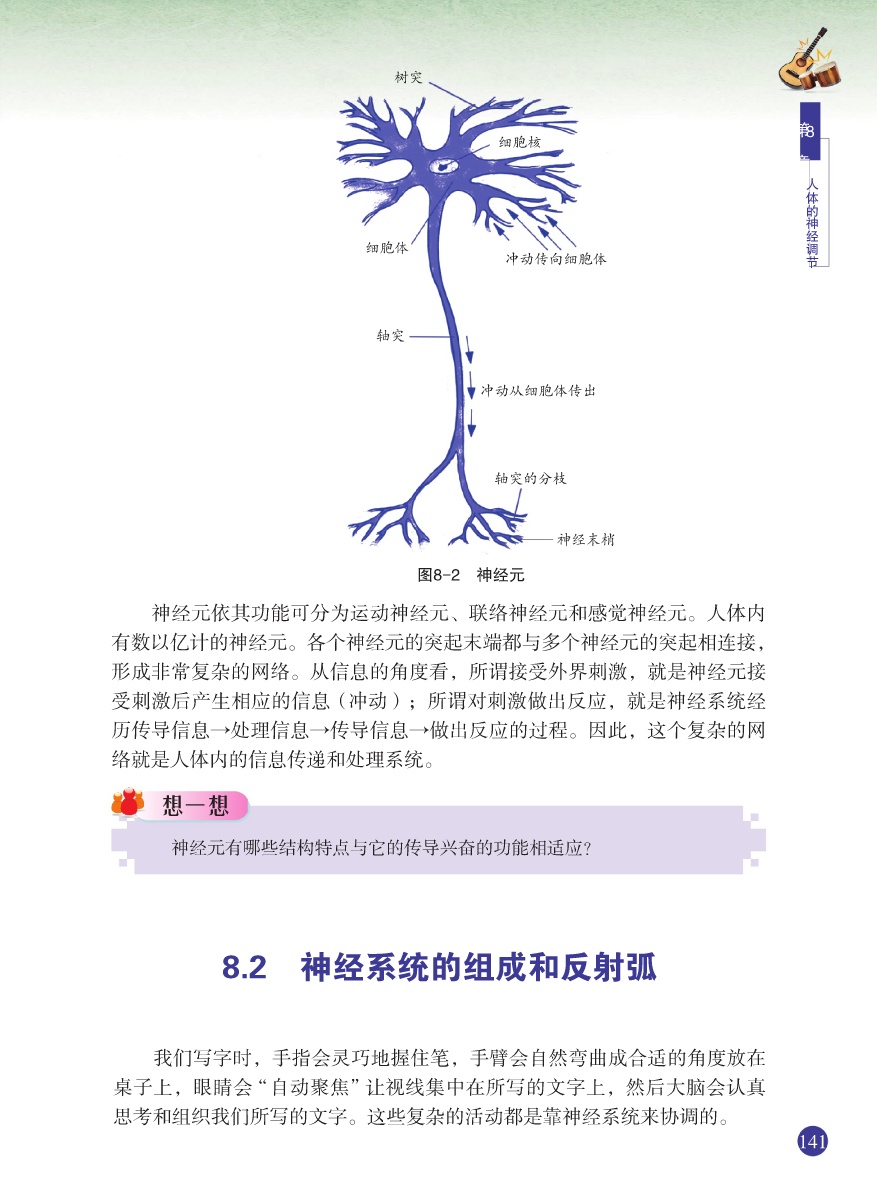 树突
细胞核
细胞体
冲动传向细胞体
轴突
冲动从细胞体传出
轴突的分枝
神经末梢
图8-2 神经元
第8章
人体的神经调节
神经元依其功能可分为运动神经元、联络神经元和感觉神经元。人体内
有数以亿计的神经元。各个神经元的突起末端都与多个神经元的突起相连接，
形成非常复杂的网络。从信息的角度看，所谓接受外界刺激，就是神经元接
受刺激后产生相应的信息（冲动）；所谓对刺激做出反应，就是神经系统经
历传导信息→处理信息→传导信息→做出反应的过程。因此，这个复杂的网
络就是人体内的信息传递和处理系统。
想一想
神经元有哪些结构特点与它的传导兴奋的功能相适应？
8.2 神经系统的组成和反射弧
我们写字时，手指会灵巧地握住笔，手臂会自然弯曲成合适的角度放在
桌子上，眼睛会“自动聚焦”让视线集中在所写的文字上，然后大脑会认真
思考和组织我们所写的文字。这些复杂的活动都是靠神经系统来协调的。
141